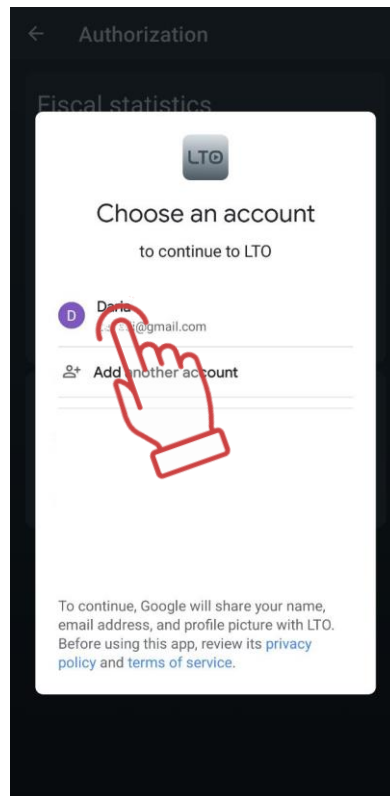 ← Authorization
Fiscal statistics
LTO
Choose an account
to continue to LTO
D
Daria
@gmail.com
Add another account
To continue, Google will share your name,
email address, and profile picture with LTO.
Before using this app, review its privacy
policy and terms of service.